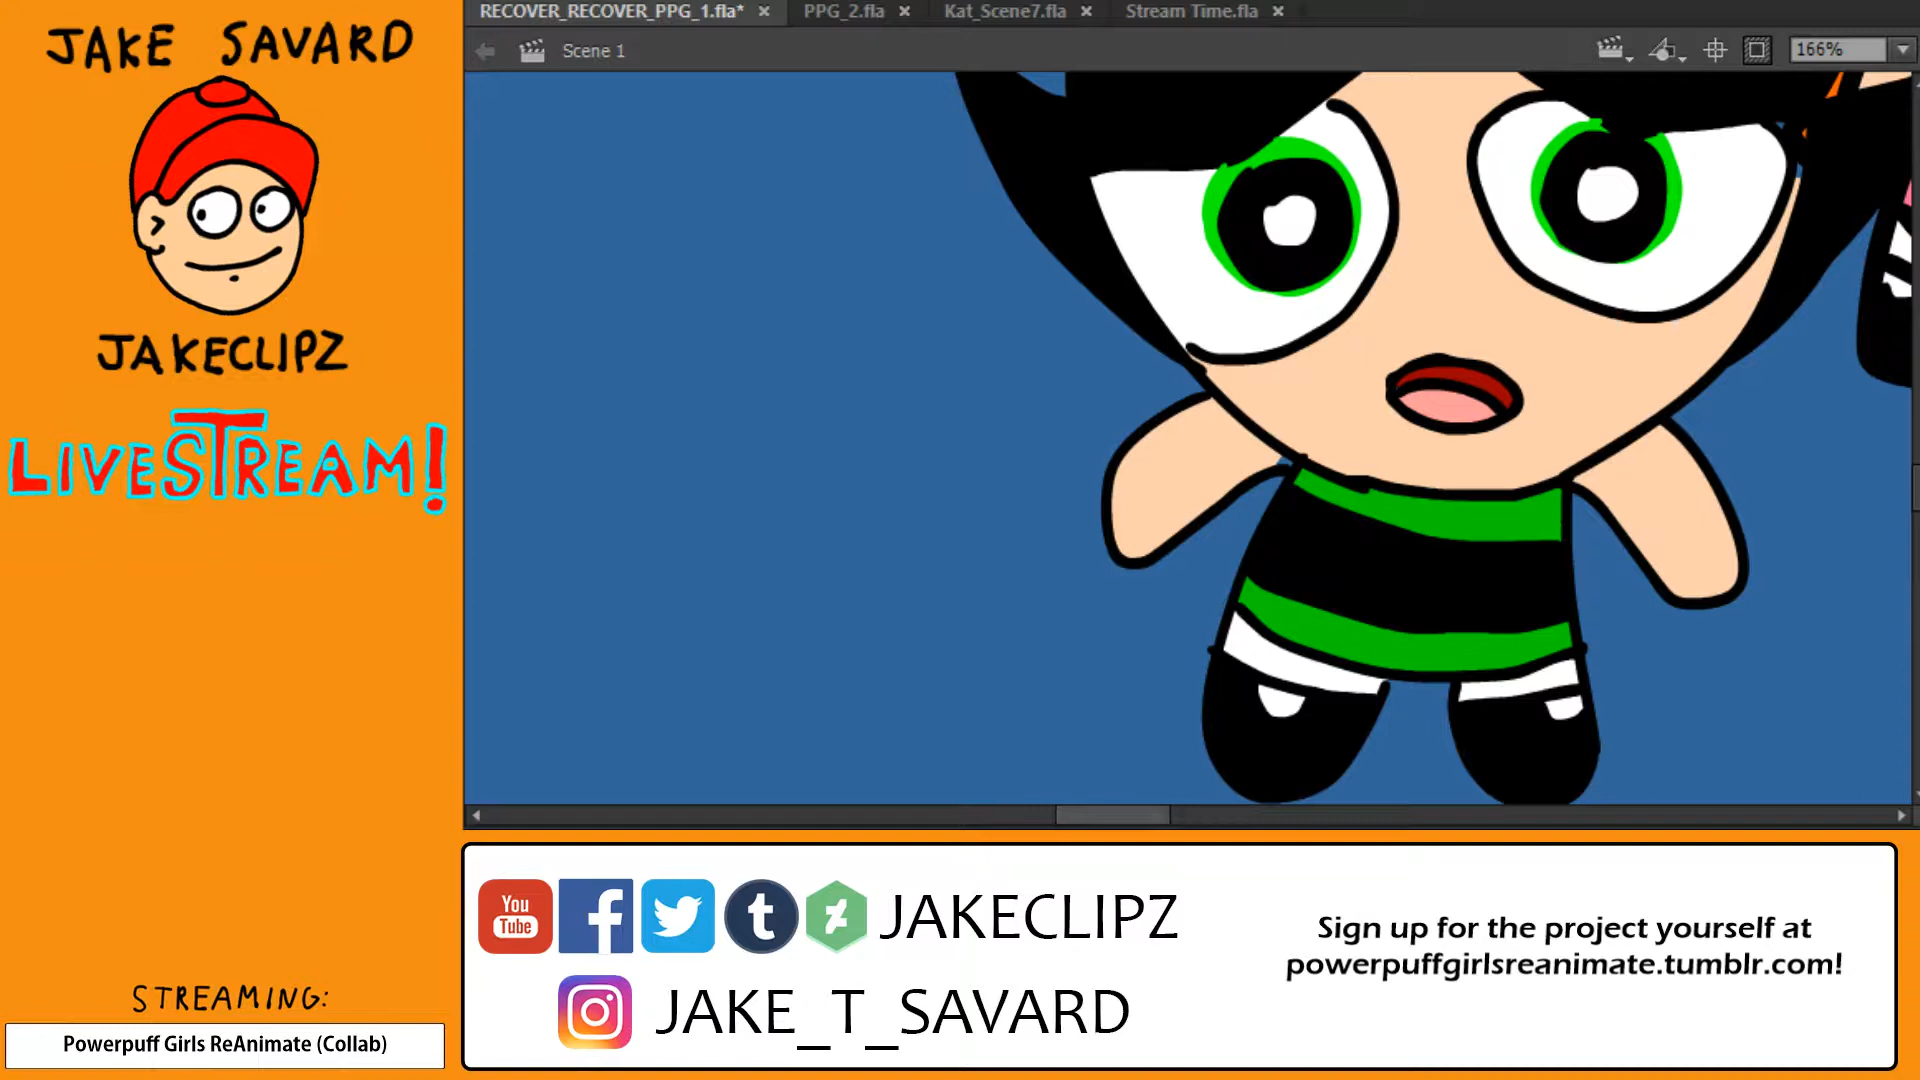 JAKE SAVARD
JAKECLIPZ
LIVESTREAM!
STREAMING:
Powerpuff Girls ReAnimate (Collab)
RECOVER_RECOVER_PPG_1.fla* × PPG_2.fla × Kat_Scene7.fla × Stream Time.fla ×
Scene 1
166%
You
Tube
f
t
JAKECLIPZ
JAKE_T_SAVARD
Sign up for the project yourself at
powerpuffgirlsreanimate.tumblr.com!